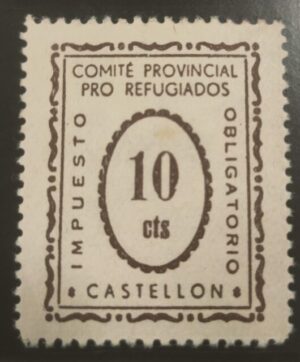 COMITÉ PROVINCIAL
PRO REFUGIADOS
IMPUESTO
10
cts
OBLIGATORIO
CASTELLON